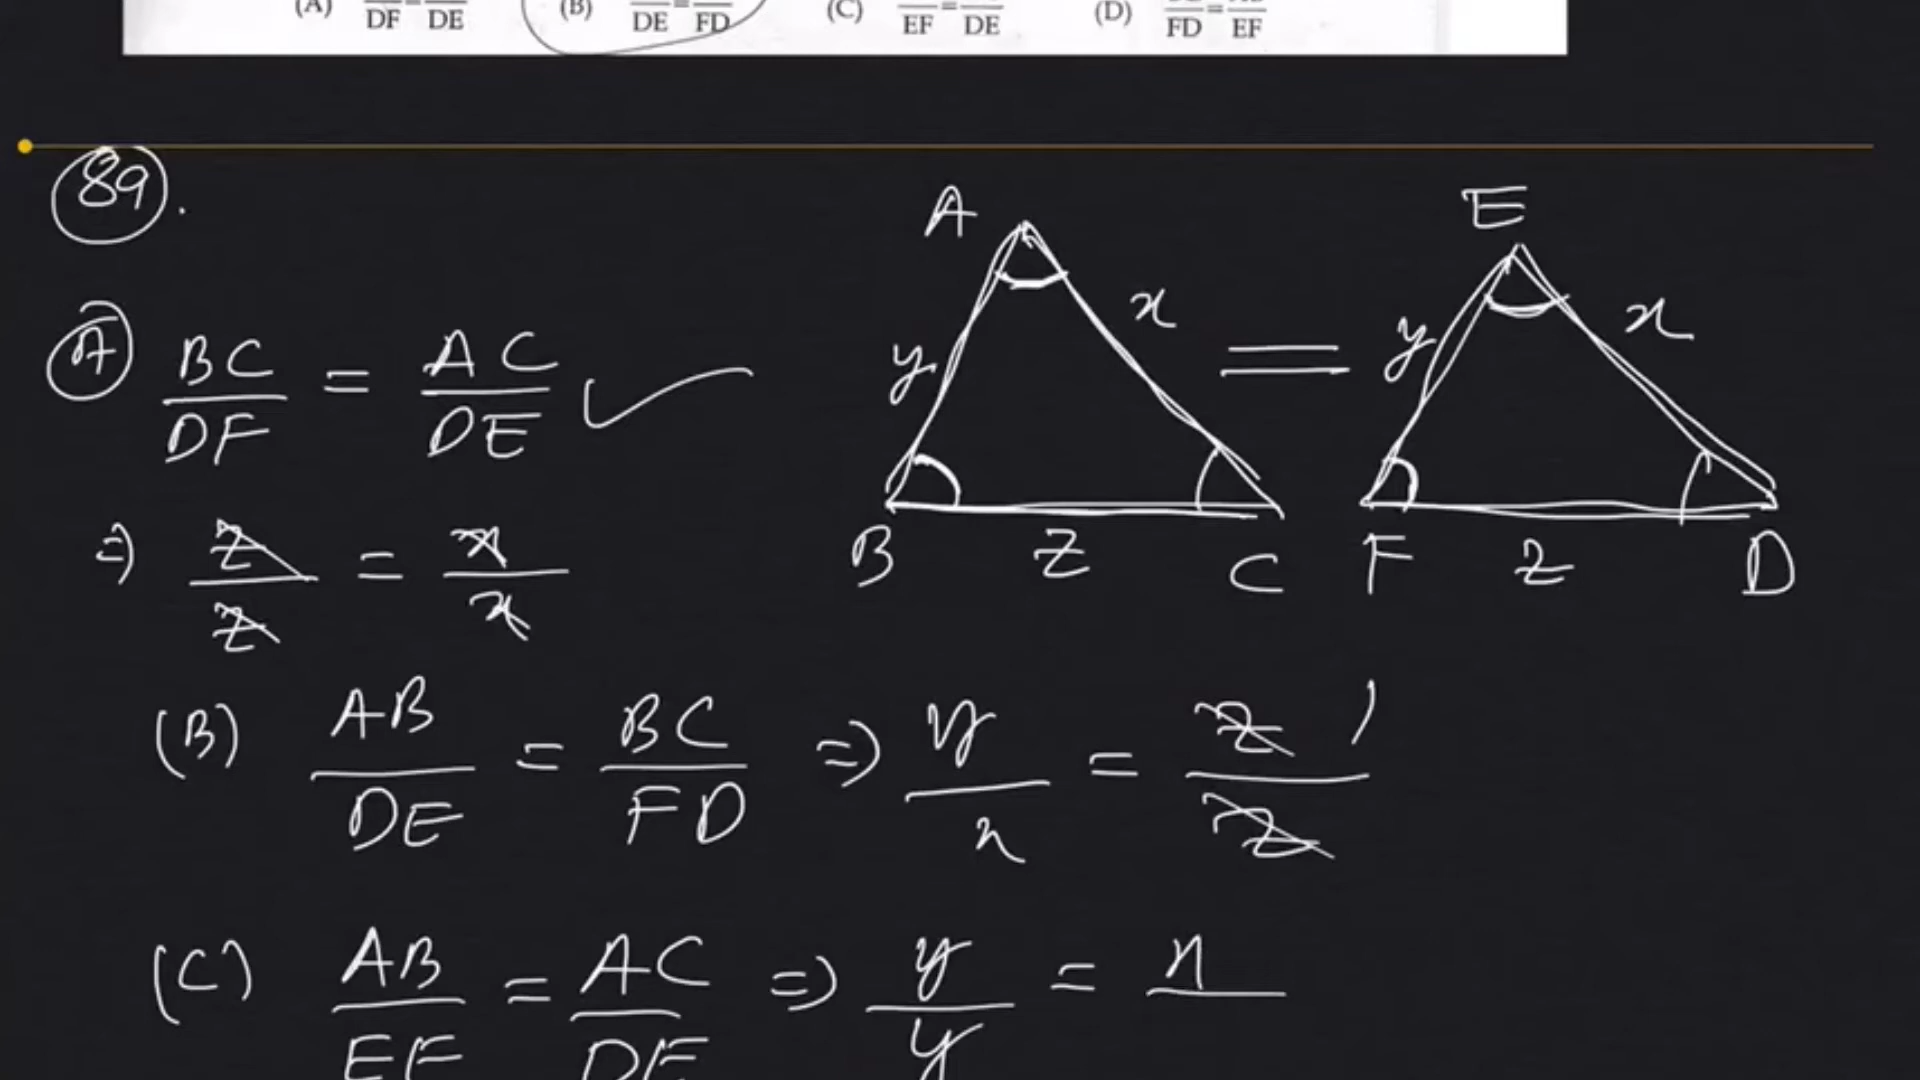 (A) DF = DE (B) DE = FD (C) EF = DE (D) FD = EF
89.
A E
A BC/DF = AC/DE
y x = y x
B z C F z D
=) z/z = x/x
(B) AB/DE = BC/FD =) y/x = z/z
(C) AB/EF = AC/DE =) y/y = x